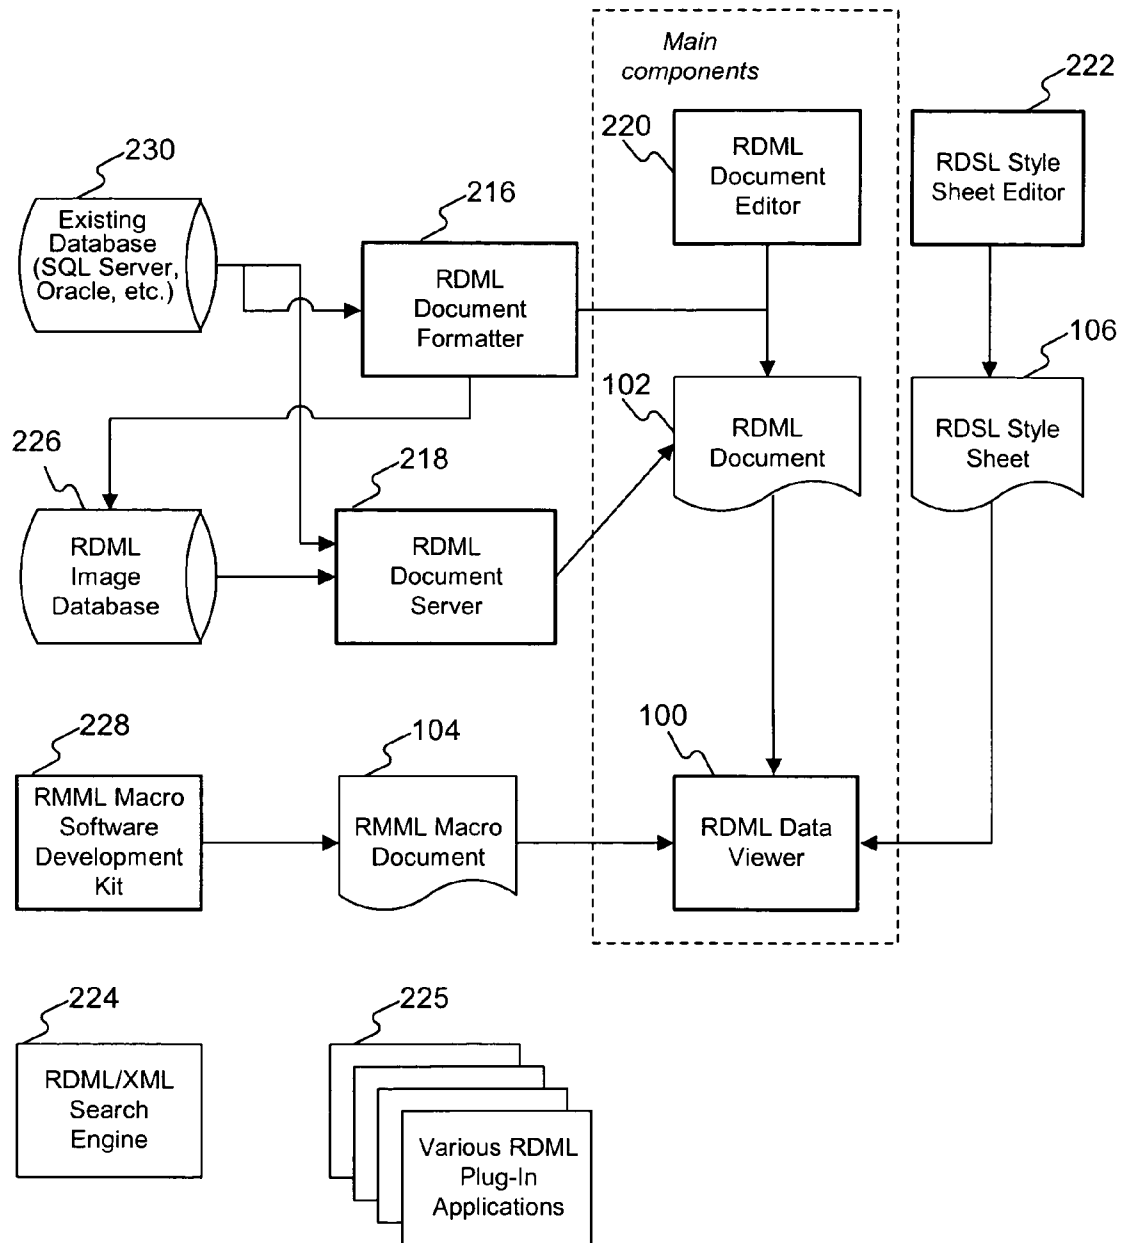 Main
components
222
220
RDML
Document
Editor
RDSL Style
Sheet Editor
230
Existing
Database
(SQL Server,
Oracle, etc.)
216
RDML
Document
Formatter
106
102
RDML
Document
RDSL Style
Sheet
226
RDML
Image
Database
218
RDML
Document
Server
228
RMML Macro
Software
Development
Kit
104
RMML Macro
Document
100
RDML Data
Viewer
224
RDML/XML
Search
Engine
225
Various RDML
Plug-In
Applications